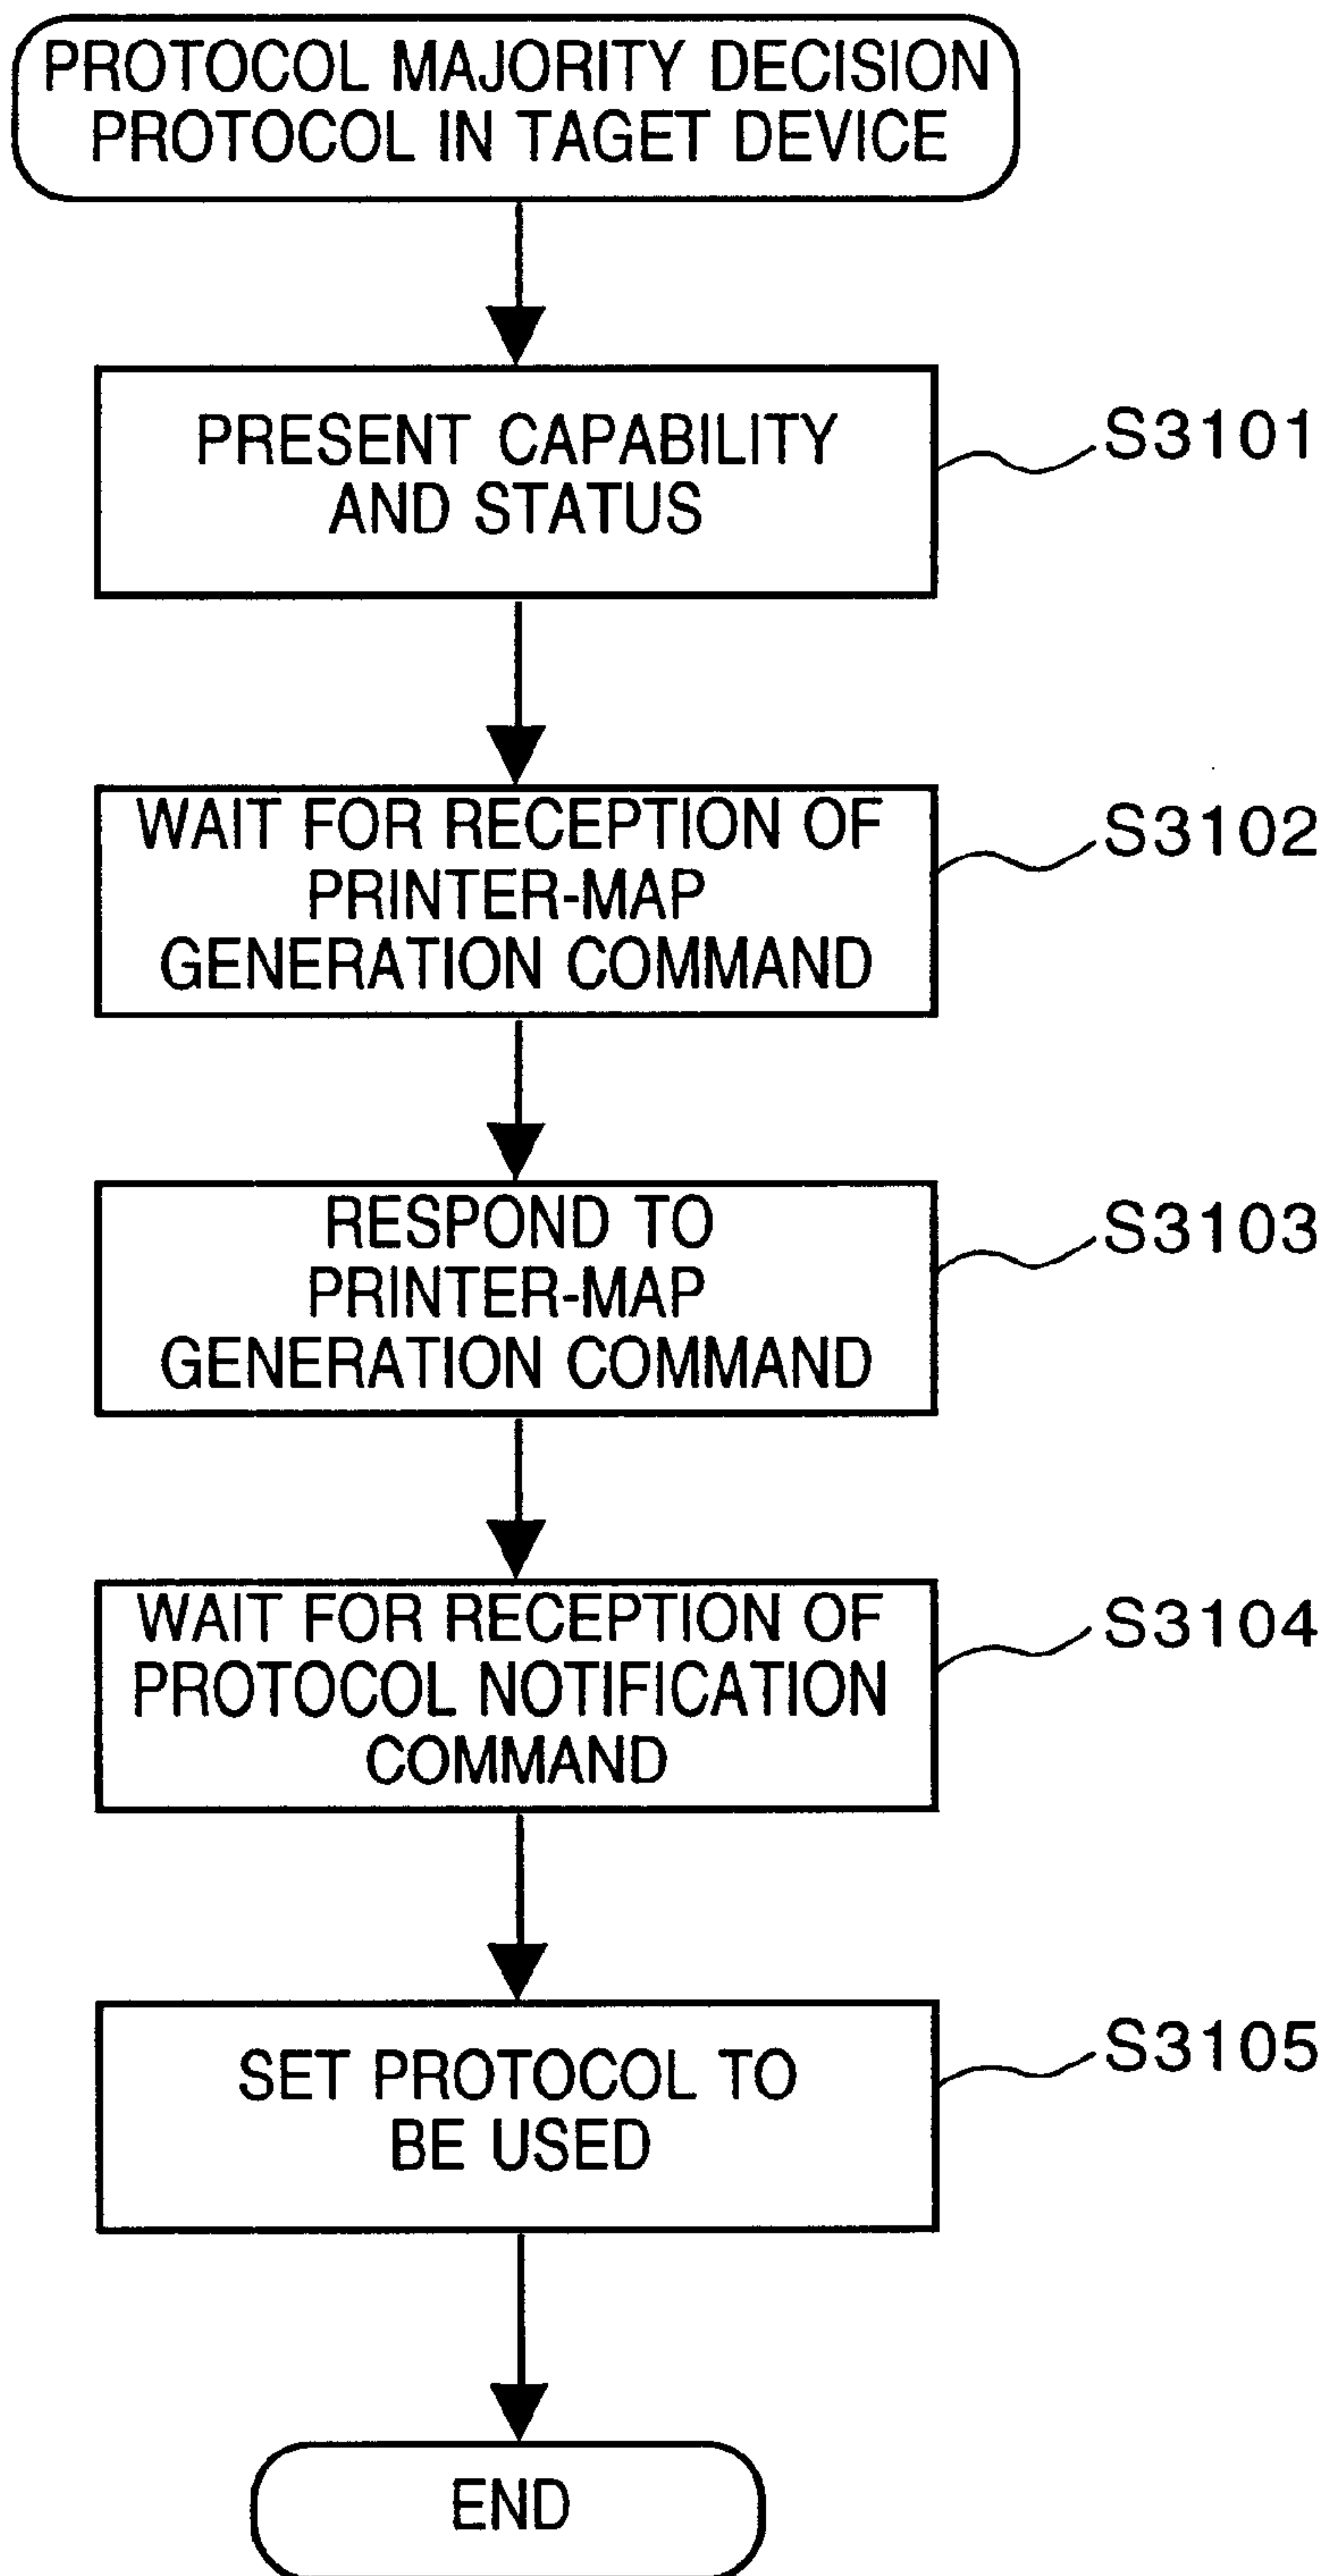 PROTOCOL MAJORITY DECISION
PROTOCOL IN TAGET DEVICE
PRESENT CAPABILITY
AND STATUS
S3101
WAIT FOR RECEPTION OF
PRINTER-MAP
GENERATION COMMAND
S3102
RESPOND TO
PRINTER-MAP
GENERATION COMMAND
S3103
WAIT FOR RECEPTION OF
PROTOCOL NOTIFICATION
COMMAND
S3104
SET PROTOCOL TO
BE USED
S3105
END